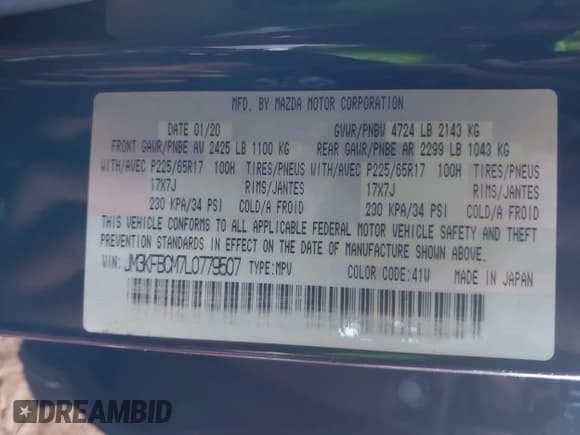 MFD. BY MAZDA MOTOR CORPORATION
DATE 01/20 GVWR/PNBV 4724 LB 2143 KG
FRONT GAWR/PNBE AV 2425 LB 1100 KG REAR GAWR/PNBE AR 2299 LB 1043 KG
WITH/AVEC P225/65R17 100H TIRES/PNEUS WITH/AVEC P225/65R17 100H TIRES/PNEUS
17X7J RIMS/JANTES 17X7J RIMS/JANTES
230 KPA/34 PSI COLD/A FROID 230 KPA/34 PSI COLD/A FROID
THIS VEHICLE CONFORMS TO ALL APPLICABLE FEDERAL MOTOR VEHICLE SAFETY AND THEFT
PREVENTION STANDARDS IN EFFECT ON THE DATE OF MANUFACTURE SHOWN ABOVE.
VIN: JM3KFBCM7L0779507 TYPE:MPV COLOR CODE:41W MADE IN JAPAN
DREAMBID